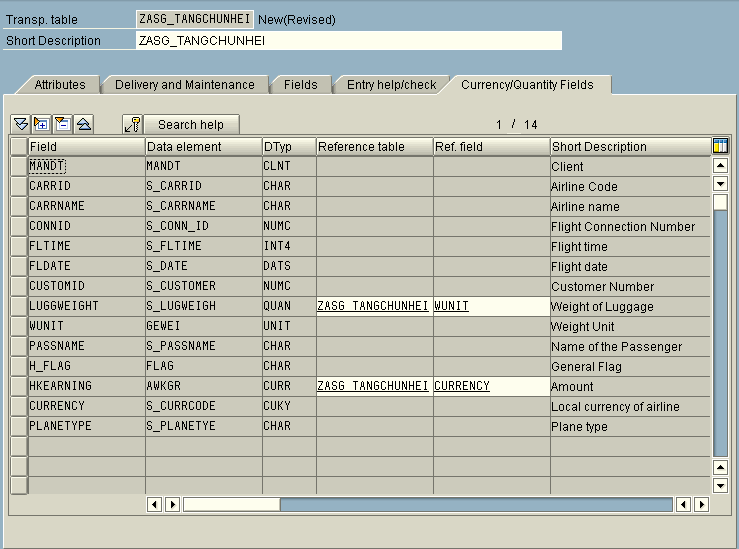 Transp. table ZASG_TANGCHUNHEI New(Revised)
Short Description ZASG_TANGCHUNHEI
Attributes Delivery and Maintenance Fields Entry help/check Currency/Quantity Fields
Search help 1 / 14
Field Data element DTyp Reference table Ref. field Short Description
MANDT MANDT CLNT Client
CARRID S_CARRID CHAR Airline Code
CARRNAME S_CARRNAME CHAR Airline name
CONNID S_CONN_ID NUMC Flight Connection Number
FLTIME S_FLTIME INT4 Flight time
FLDATE S_DATE DATS Flight date
CUSTOMID S_CUSTOMER NUMC Customer Number
LUGGWEIGHT S_LUGWEIGH QUAN ZASG_TANGCHUNHEI WUNIT Weight of Luggage
WUNIT GEWEI UNIT Weight Unit
PASSNAME S_PASSNAME CHAR Name of the Passenger
H_FLAG FLAG CHAR General Flag
HKEARNING AWKGR CURR ZASG_TANGCHUNHEI CURRENCY Amount
CURRENCY S_CURRCODE CUKY Local currency of airline
PLANETYPE S_PLANETYE CHAR Plane type